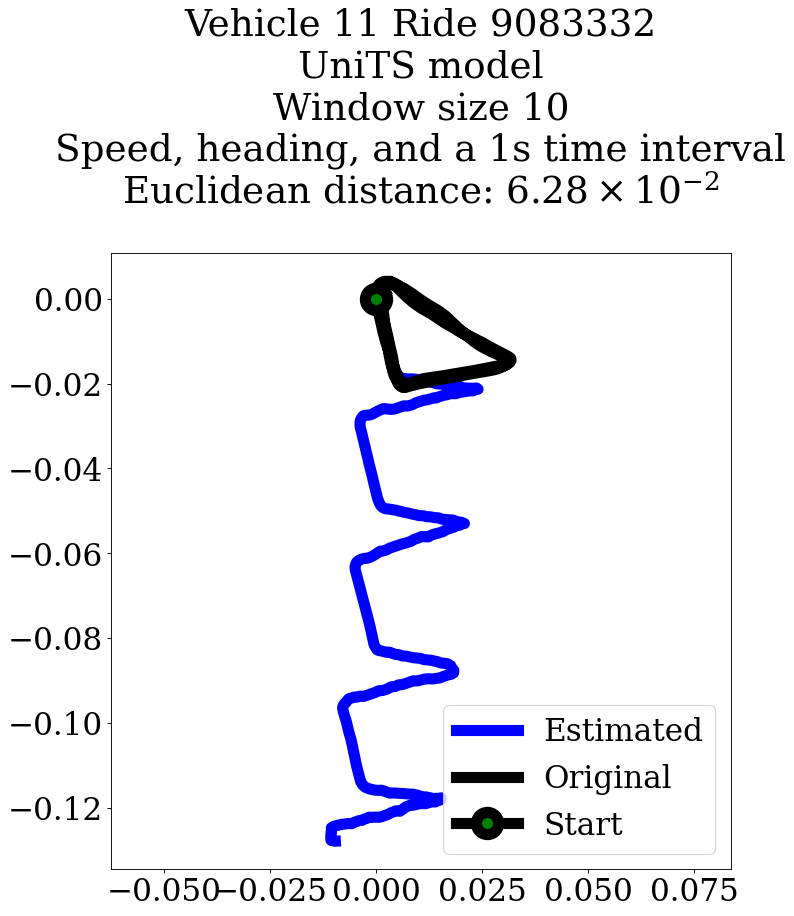 Vehicle 11 Ride 9083332
UniTS model
Window size 10
Speed, heading, and a 1s time interval
Euclidean distance: 6.28 × 10⁻²
0.00
−0.02
−0.04
−0.06
−0.08
−0.10
−0.12
Estimated
Original
Start
−0.050 −0.025 0.000 0.025 0.050 0.075